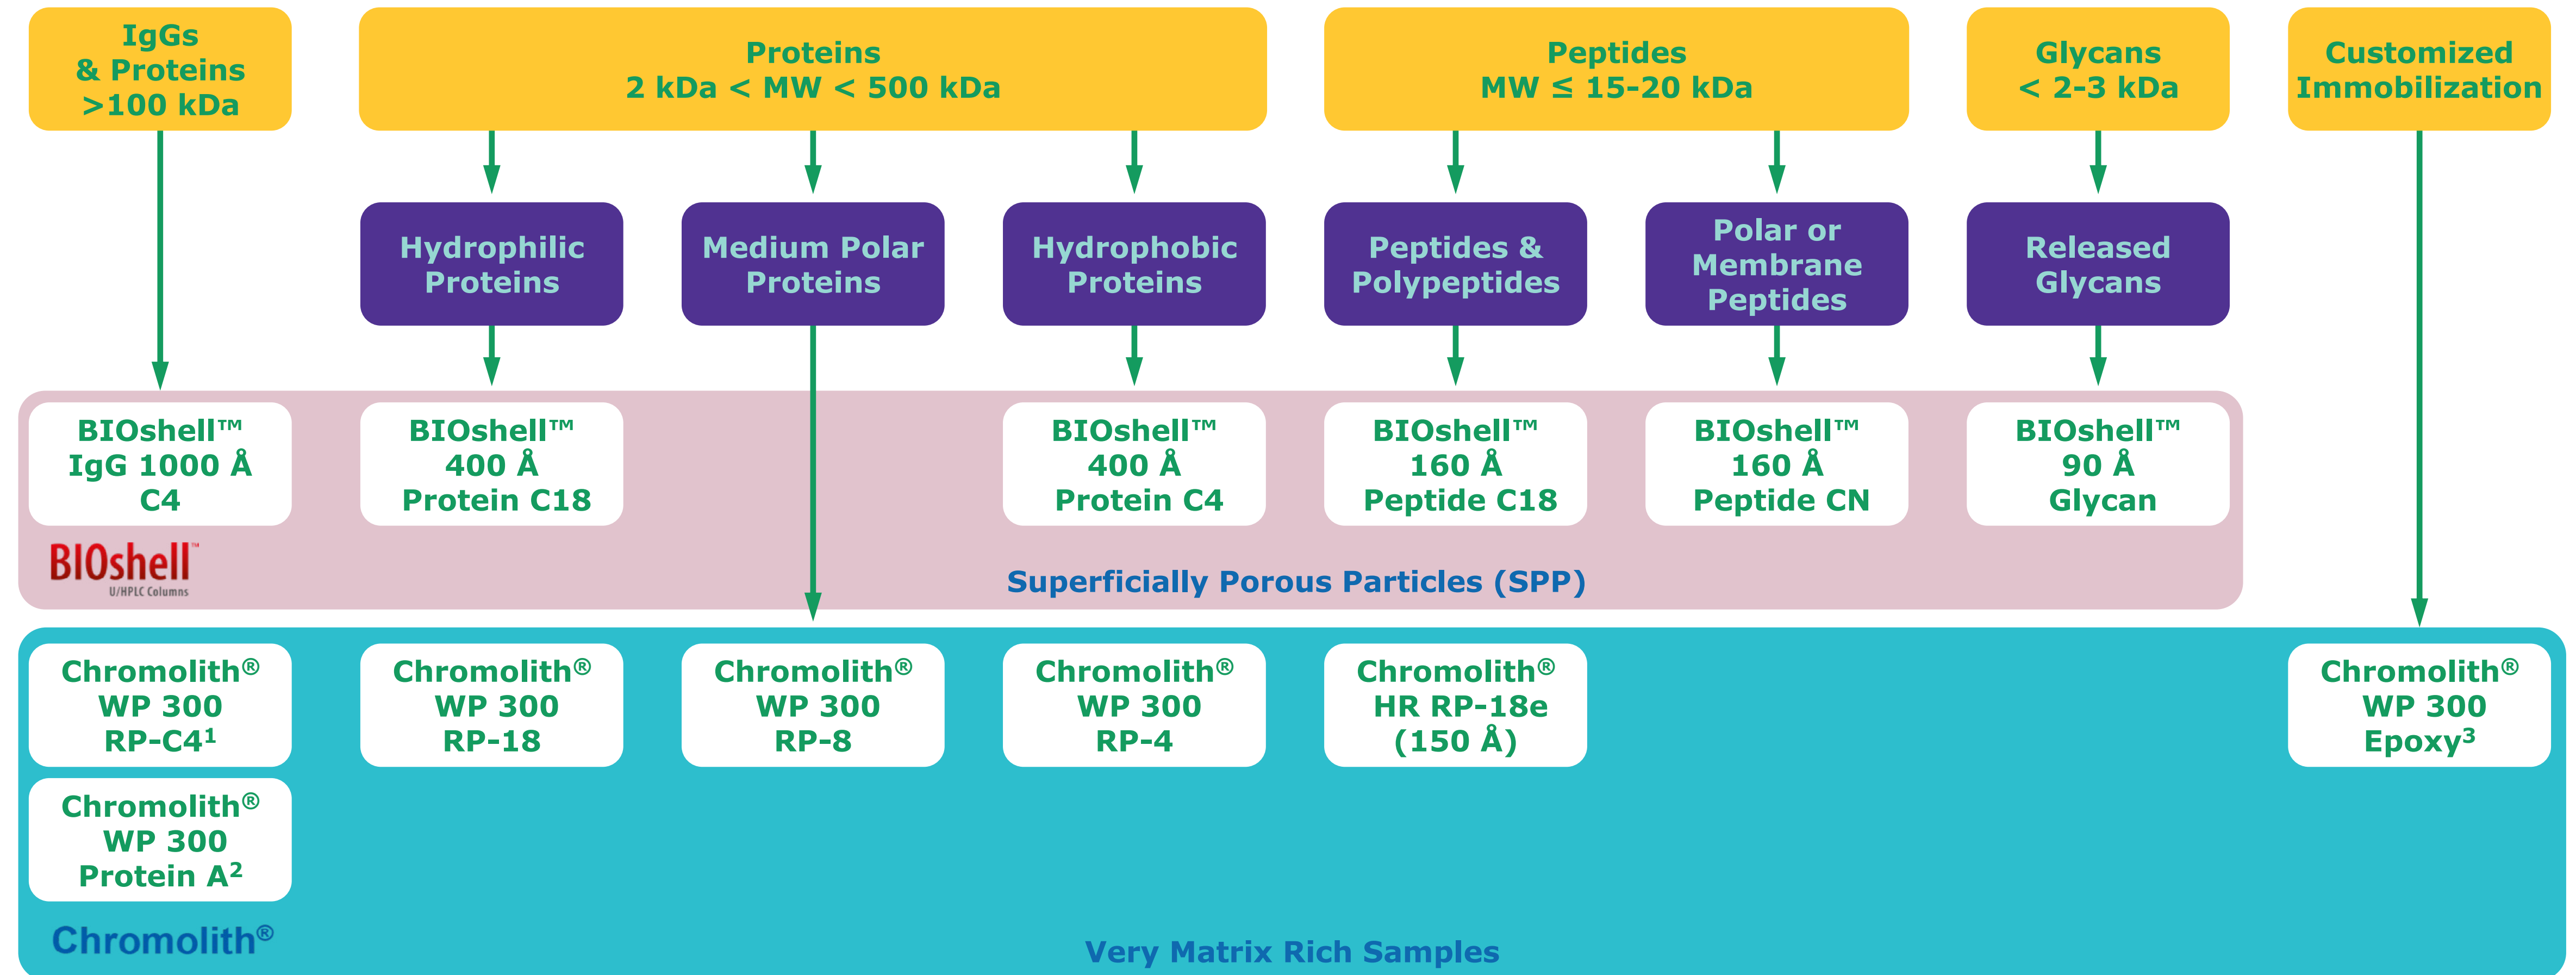 IgGs
& Proteins
>100 kDa
Proteins
2 kDa < MW < 500 kDa
Peptides
MW ≤ 15-20 kDa
Glycans
< 2-3 kDa
Customized
Immobilization
Hydrophilic
Proteins
Medium Polar
Proteins
Hydrophobic
Proteins
Peptides &
Polypeptides
Polar or
Membrane
Peptides
Released
Glycans
BIOshell™
IgG 1000 Å
C4
BIOshell™
400 Å
Protein C18
BIOshell™
400 Å
Protein C4
BIOshell™
160 Å
Peptide C18
BIOshell™
160 Å
Peptide CN
BIOshell™
90 Å
Glycan
BIOshell™
U/HPLC Columns
Superficially Porous Particles (SPP)
Chromolith®
WP 300
RP-C4¹
Chromolith®
WP 300
RP-18
Chromolith®
WP 300
RP-8
Chromolith®
WP 300
RP-4
Chromolith®
HR RP-18e
(150 Å)
Chromolith®
WP 300
Epoxy³
Chromolith®
WP 300
Protein A²
Chromolith®
Very Matrix Rich Samples